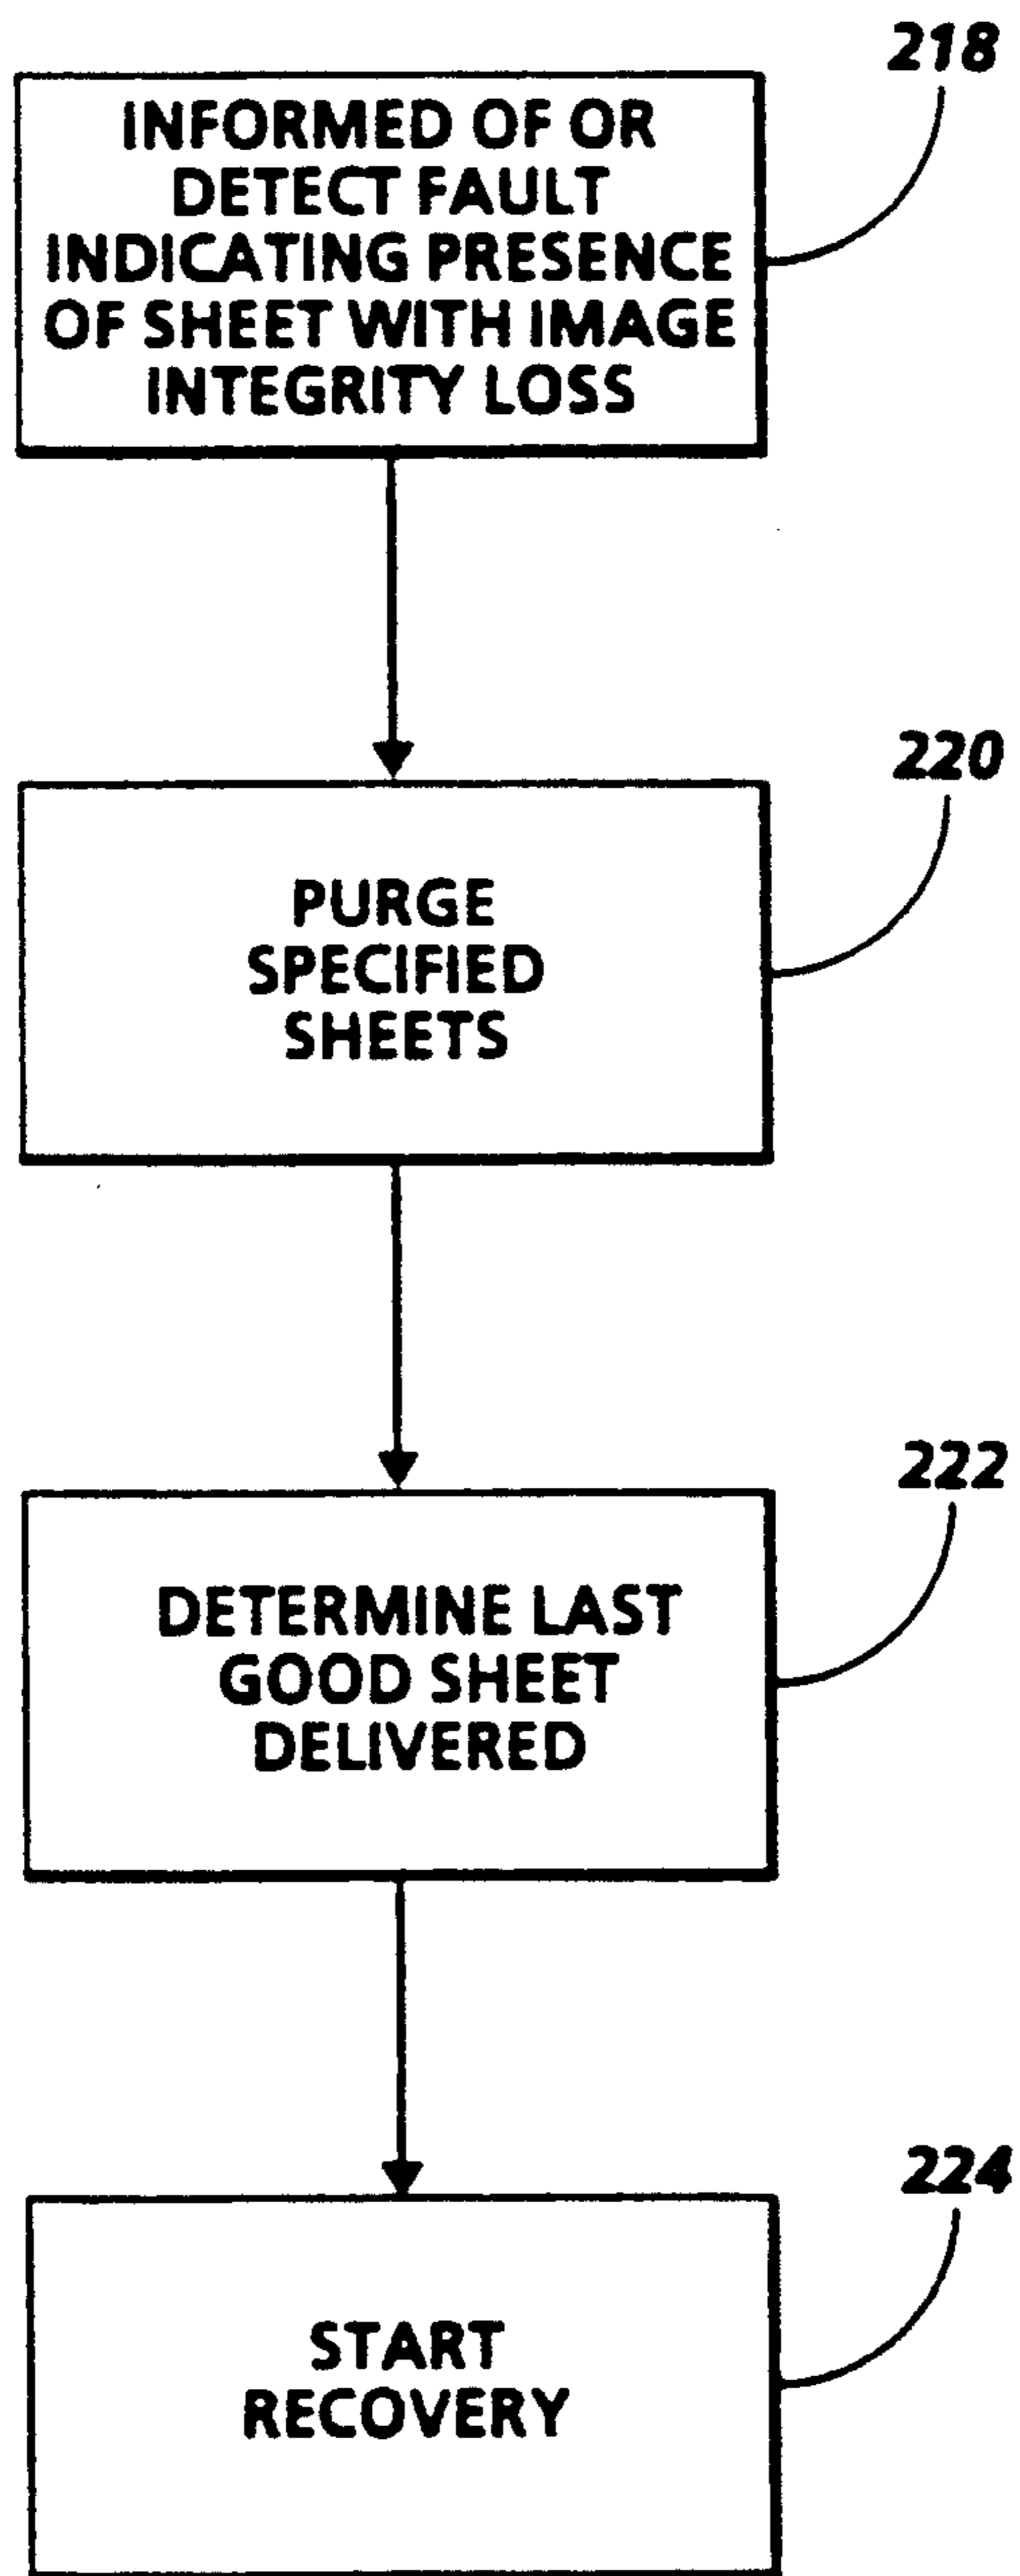 218
INFORMED OF OR
DETECT FAULT
INDICATING PRESENCE
OF SHEET WITH IMAGE
INTEGRITY LOSS
220
PURGE
SPECIFIED
SHEETS
222
DETERMINE LAST
GOOD SHEET
DELIVERED
224
START
RECOVERY